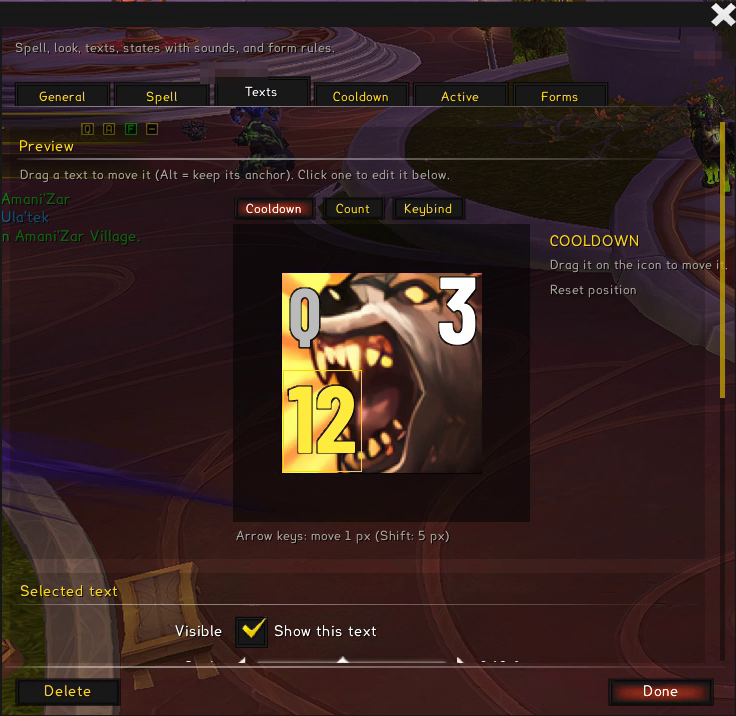 Spell, look, texts, states with sounds, and form rules.
General Spell Texts Cooldown Active Forms
Q A F
Preview
Drag a text to move it (Alt = keep its anchor). Click one to edit it below.
Amani'Zar
Ula'tek
n Amani'Zar Village.
Cooldown Count Keybind
COOLDOWN
Drag it on the icon to move it.
Reset position
Q 3
12
Arrow keys: move 1 px (Shift: 5 px)
Selected text
Visible Show this text
Delete Done